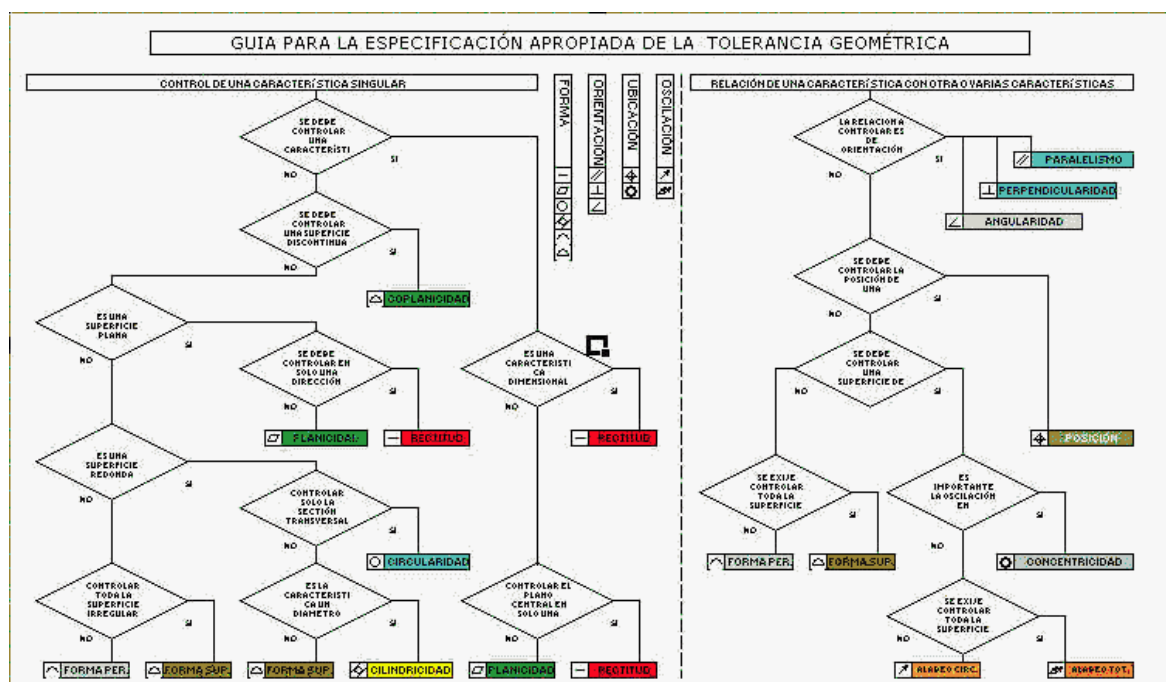 GUIA PARA LA ESPECIFICACIÓN APROPIADA DE LA TOLERANCIA GEOMÉTRICA
CONTROL DE UNA CARACTERÍSTICA SINGULAR
FORMA
ORIENTACIÓN
UBICACIÓN
OSCILACIÓN
RELACIÓN DE UNA CARACTERÍSTICA CON OTRA O VARIAS CARACTERÍSTICAS
SE DEBE
CONTROLAR
UNA
CARACTERÍSTI
SI
NO
SE DEBE
CONTROLAR
UNA SUPEFICIE
DISCONTINUA
SI
NO
COPLANICIDAD
ES UNA
SUPERFICIE
PLANA
SI
NO
SE DEBE
CONTROLAR EN
SOLO UNA
DIRECCIÓN
SI
NO
PLANICIDAD
RECTITUD
ES UNA
CARACTERISTI
CA
DIMENSIONAL
SI
NO
RECTITUD
ES UNA
SUPERFICIE
REDONDA
SI
NO
CONTROLAR
SOLO LA
SECTIÓN
TRANSVERSAL
SI
NO
CIRCULARIDAD
CONTROLAR
TODA LA
SUPERFICIE
IRREGULAR
SI
NO
FORMA PER.
FORMA SUP.
ES LA
CARACTERISTI
CA UN
DIAMETRO
SI
NO
FORMA SUP.
CILINDRICIDAD
CONTROLAR EL
PLANO
CENTRAL EN
SOLO UNA
SI
NO
PLANICIDAD
RECTITUD
LA RELACION A
CONTROLAR ES
DE
ORIENTACIÓN
SI
NO
PARALELISMO
PERPENDICULARIDAD
ANGULARIDAD
SE DEBE
CONTROLAR LA
POSICIÓN DE
UNA
SI
NO
SE DEBE
CONTROLAR
UNA
SUPERFICIE DE
SI
NO
POSICIÓN
SE EXIJE
CONTROLAR
TODA LA
SUPERFICIE
SI
NO
FORMA PER.
FORMA SUP.
ES
IMPORTANTE
LA OSCILACIÓN
EN
SI
NO
CONCENTRICIDAD
SE EXIJE
CONTROLAR
TODA LA
SUPERFICIE
SI
NO
ALABEO CIRC.
ALABEO TOT.